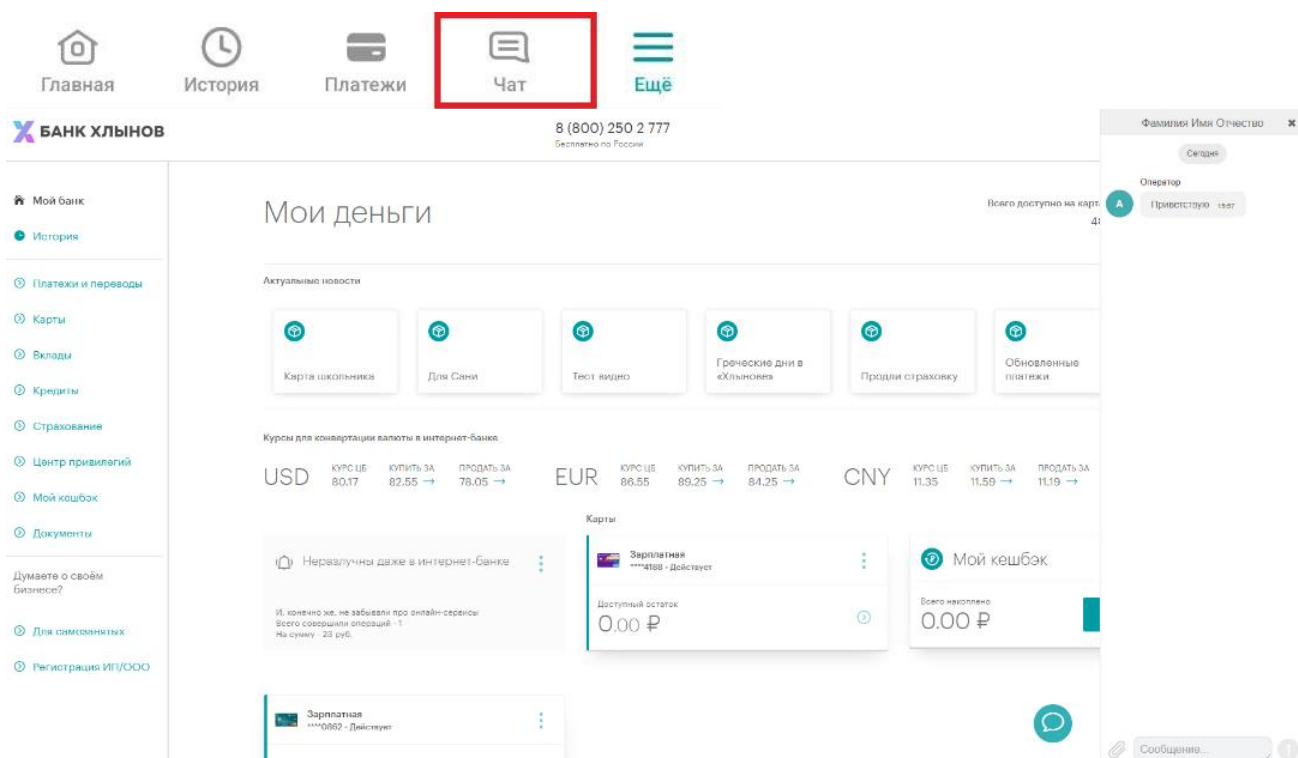 Главная
История
Платежи
Чат
Ещё
БАНК ХЛЫНОВ
8 (800) 250 2 777
Бесплатно по России
Мой банк
История
Платежи и переводы
Карты
Вклады
Кредиты
Страхование
Центр привилегий
Мой кешбэк
Документы
Думаете о своём
бизнесе?
Для самозанятых
Регистрация ИП/ООО
Мои деньги
Всего доступно на карт
48
Актуальные новости
Карта школьника
Для Сани
Тест видео
Греческие дни в
«Хлынове»
Продли страховку
Обновленные
платежи
Курсы для конвертации валюты в интернет-банке
USD
КУРС ЦБ КУПИТЬ ЗА ПРОДАТЬ ЗА
80.17 82.55 → 78.05 →
EUR
КУРС ЦБ КУПИТЬ ЗА ПРОДАТЬ ЗА
86.55 89.25 → 84.25 →
CNY
КУРС ЦБ КУПИТЬ ЗА ПРОДАТЬ ЗА
11.35 11.59 → 11.19 →
Неразлучны даже в интернет-банке
И, конечно же, не забывали про онлайн-сервисы
Всего совершили операций - 1
На сумму - 23 руб.
Карты
Зарплатная
****4188 - Действует
Доступный остаток
0.00 ₽
Мой кешбэк
Всего накоплено
0.00 ₽
Зарплатная
****0862 - Действует
Фамилия Имя Отчество
Сегодня
Оператор
А
Приветствую
Сообщение...